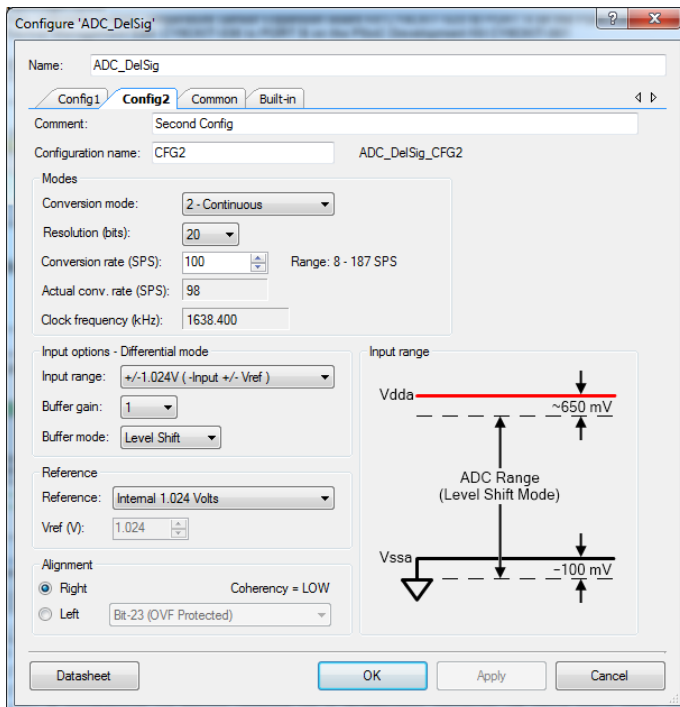 Configure 'ADC_DelSig'
Name: ADC_DelSig
Config1 Config2 Common Built-in
Comment: Second Config
Configuration name: CFG2 ADC_DelSig_CFG2
Modes
Conversion mode: 2 - Continuous
Resolution (bits): 20
Conversion rate (SPS): 100 Range: 8 - 187 SPS
Actual conv. rate (SPS): 98
Clock frequency (kHz): 1638.400
Input options - Differential mode
Input range: +/-1.024V ( -Input +/- Vref )
Buffer gain: 1
Buffer mode: Level Shift
Reference
Reference: Internal 1.024 Volts
Vref (V): 1.024
Alignment
Right Coherency = LOW
Left Bit-23 (OVF Protected)
Input range
Vdda
~650 mV
ADC Range
(Level Shift Mode)
Vssa
~100 mV
Datasheet OK Apply Cancel